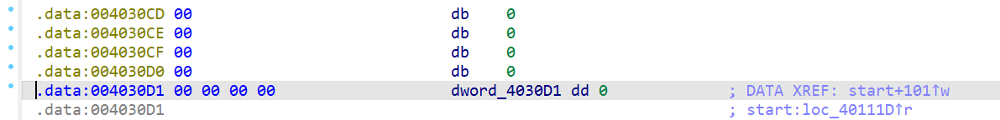 .data:004030CD 00 db 0
.data:004030CE 00 db 0
.data:004030CF 00 db 0
.data:004030D0 00 db 0
.data:004030D1 00 00 00 00 dword_4030D1 dd 0 ; DATA XREF: start+101↑w
.data:004030D1 ; start:loc_40111D↑r